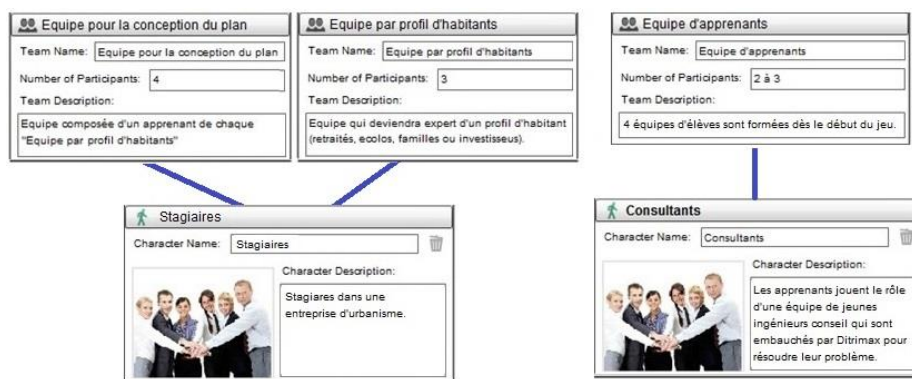 Equipe pour la conception du plan
Team Name: Equipe pour la conception du plan
Number of Participants: 4
Team Description:
Equipe composée d'un apprenant de chaque
"Equipe par profil d'habitants"
Equipe par profil d'habitants
Team Name: Equipe par profil d'habitants
Number of Participants: 3
Team Description:
Equipe qui deviendra expert d'un profil d'habitant
(retraités, ecolos, familles ou investisseus).
Equipe d'apprenants
Team Name: Equipe d'apprenants
Number of Participants: 2 à 3
Team Description:
4 équipes d'élèves sont formées dès le début du jeu.
Stagiaires
Character Name: Stagiaires
Character Description:
Stagiares dans une
entreprise d'urbanisme.
Consultants
Character Name: Consultants
Character Description:
Les apprenants jouent le rôle
d'une équipe de jeunes
ingénieurs conseil qui sont
embauchés par Ditrimax pour
résoudre leur problème.